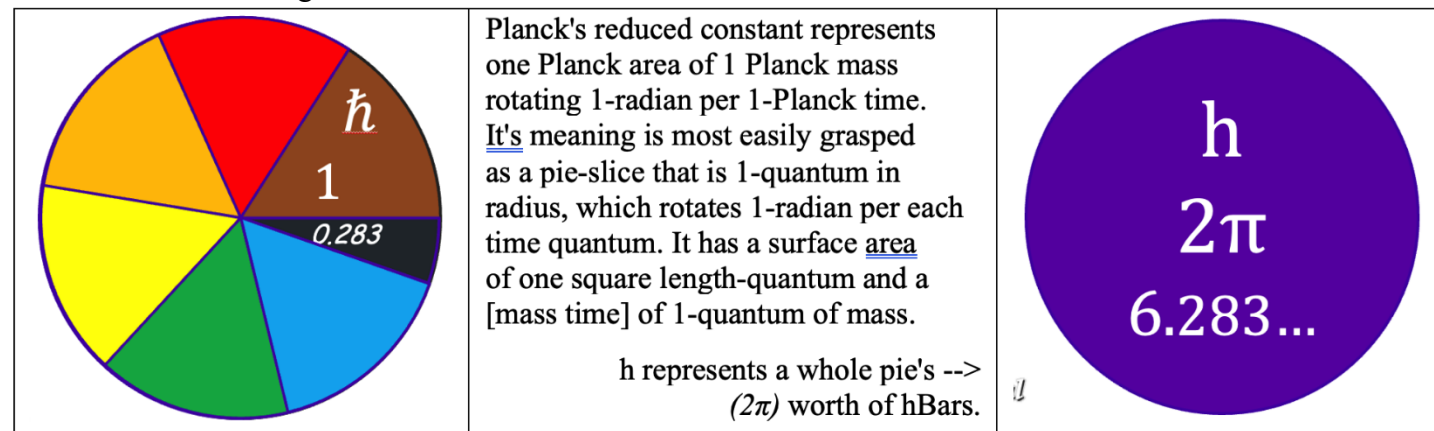 ħ
1
0.283
Planck's reduced constant represents
one Planck area of 1 Planck mass
rotating 1-radian per 1-Planck time.
It's meaning is most easily grasped
as a pie-slice that is 1-quantum in
radius, which rotates 1-radian per each
time quantum. It has a surface area
of one square length-quantum and a
[mass time] of 1-quantum of mass.
h represents a whole pie's -->
(2π) worth of hBars.
h
2π
6.283...